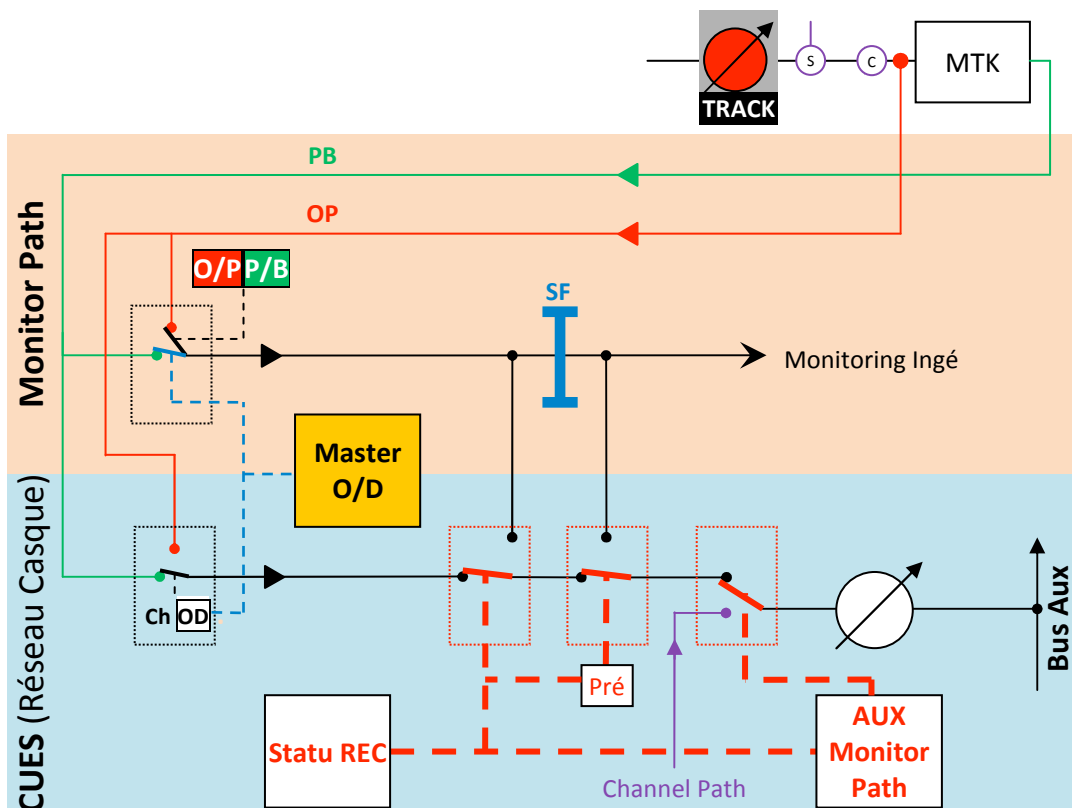 S
C
MTK
TRACK
PB
OP
O/P P/B
SF
Monitor Path
Monitoring Ingé
Master
O/D
CUES (Réseau Casque)
Ch OD
Bus Aux
Pré
Statu REC
AUX
Monitor
Path
Channel Path